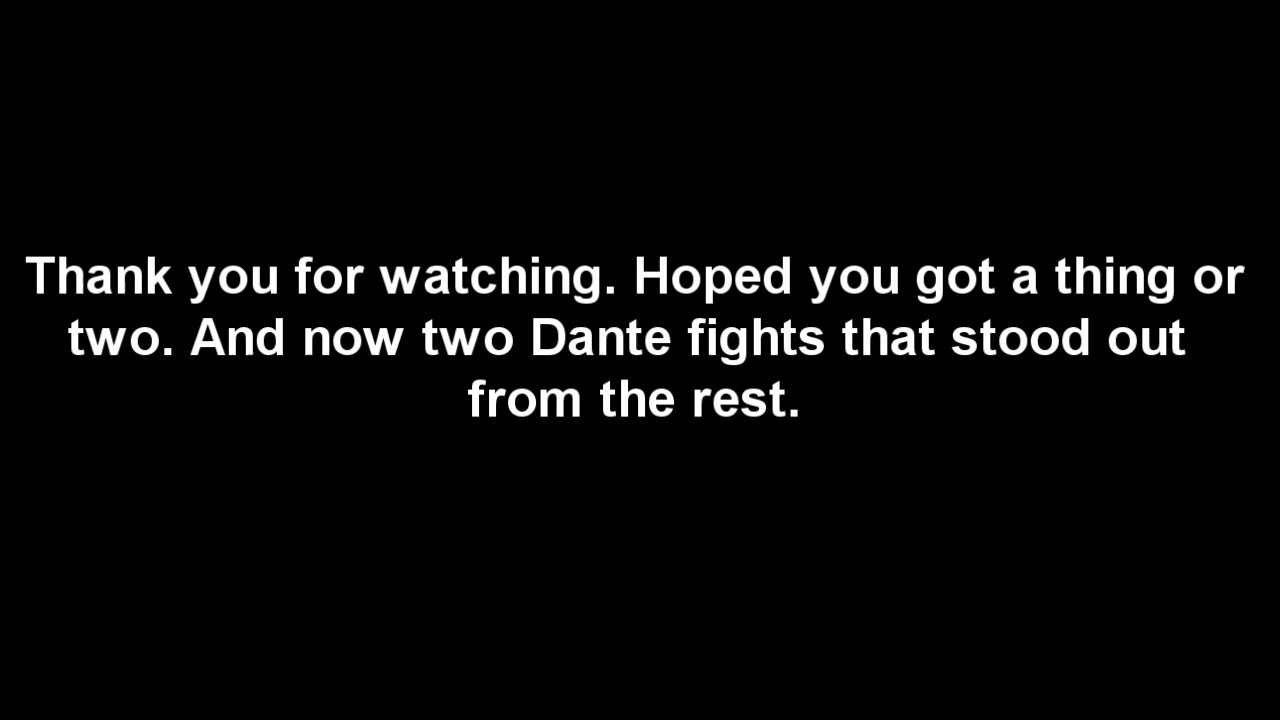 Thank you for watching. Hoped you got a thing or
two. And now two Dante fights that stood out
from the rest.